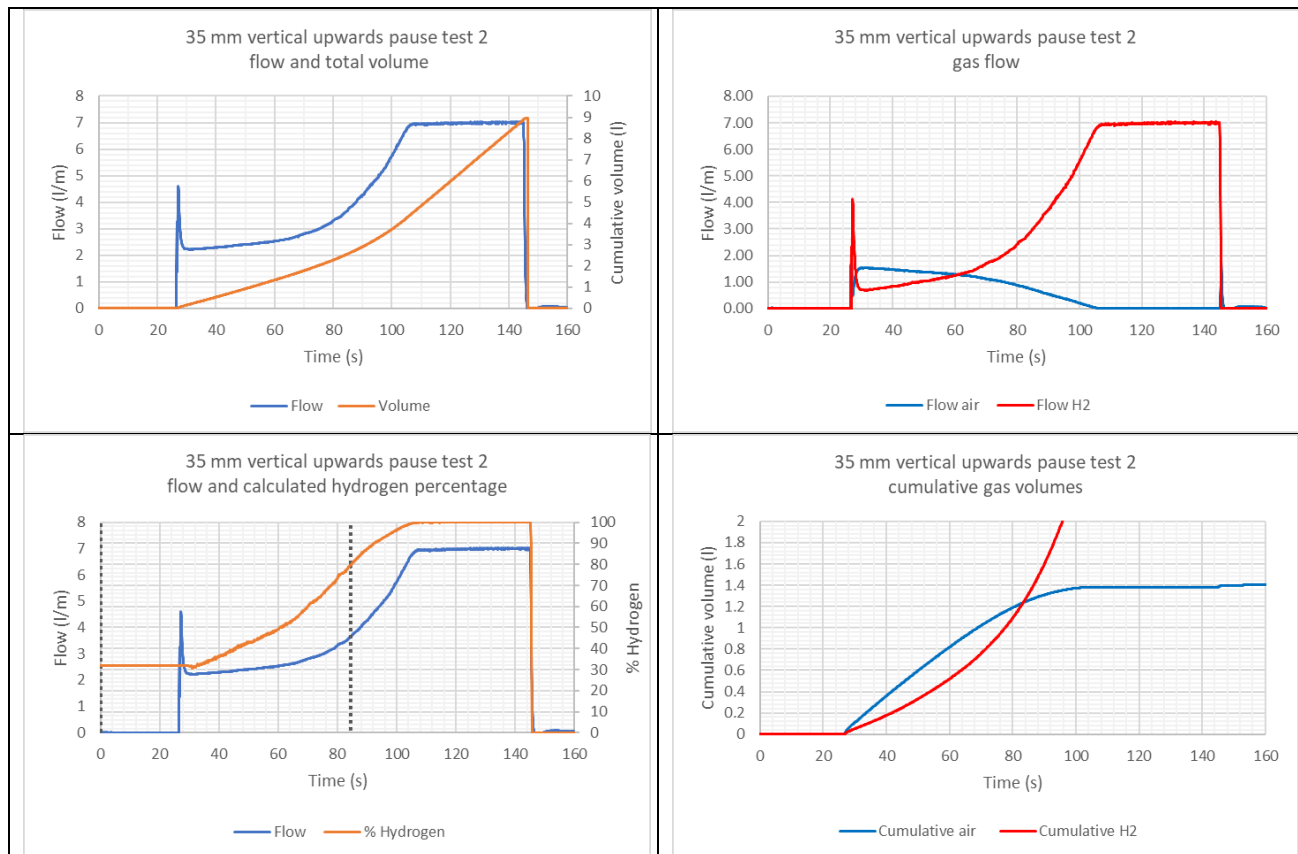 35 mm vertical upwards pause test 2
flow and total volume
8
7
6
5
4
3
2
1
0
Flow (l/m)
10
9
8
7
6
5
4
3
2
1
0
Cumulative volume (l)
0 20 40 60 80 100 120 140 160
Time (s)
Flow Volume
35 mm vertical upwards pause test 2
gas flow
8.00
7.00
6.00
5.00
4.00
3.00
2.00
1.00
0.00
Flow (l/m)
0 20 40 60 80 100 120 140 160
Time (s)
Flow air Flow H2
35 mm vertical upwards pause test 2
flow and calculated hydrogen percentage
8
7
6
5
4
3
2
1
0
Flow (l/m)
100
90
80
70
60
50
40
30
20
10
0
% Hydrogen
0 20 40 60 80 100 120 140 160
Time (s)
Flow % Hydrogen
35 mm vertical upwards pause test 2
cumulative gas volumes
2
1.8
1.6
1.4
1.2
1
0.8
0.6
0.4
0.2
0
Cumulative volume (l)
0 20 40 60 80 100 120 140 160
Time (s)
Cumulative air Cumulative H2